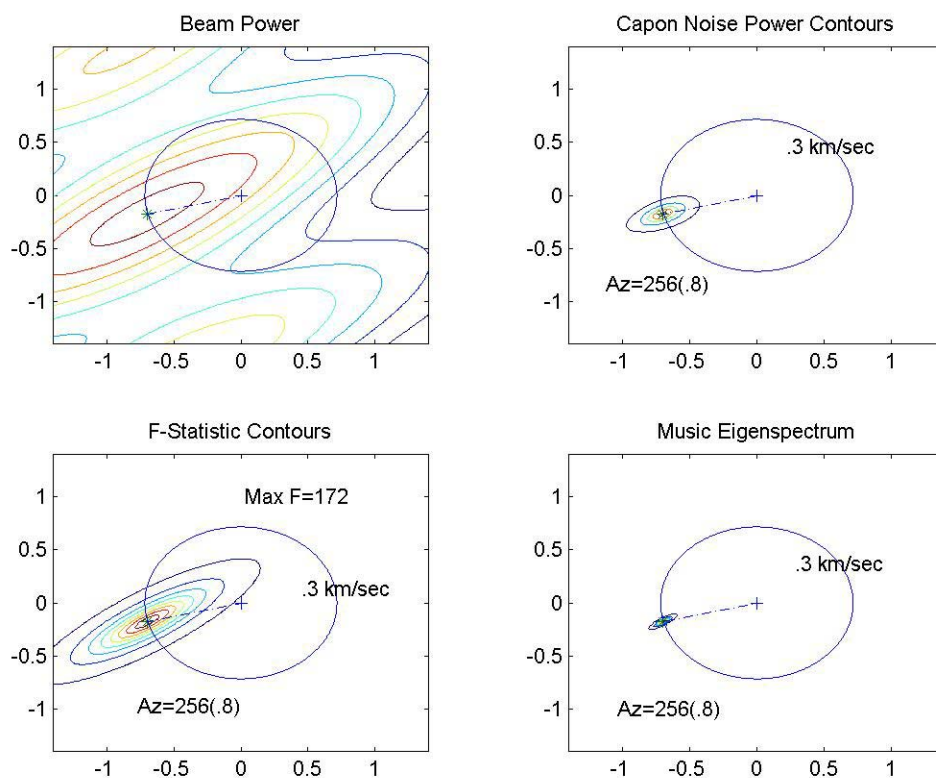 Beam Power
1
0.5
0
-0.5
-1
-1 -0.5 0 0.5 1
Capon Noise Power Contours
1
0.5
0
-0.5
-1
.3 km/sec
Az=256(.8)
-1 -0.5 0 0.5 1
F-Statistic Contours
1
0.5
0
-0.5
-1
Max F=172
.3 km/sec
Az=256(.8)
-1 -0.5 0 0.5 1
Music Eigenspectrum
1
0.5
0
-0.5
-1
.3 km/sec
Az=256(.8)
-1 -0.5 0 0.5 1